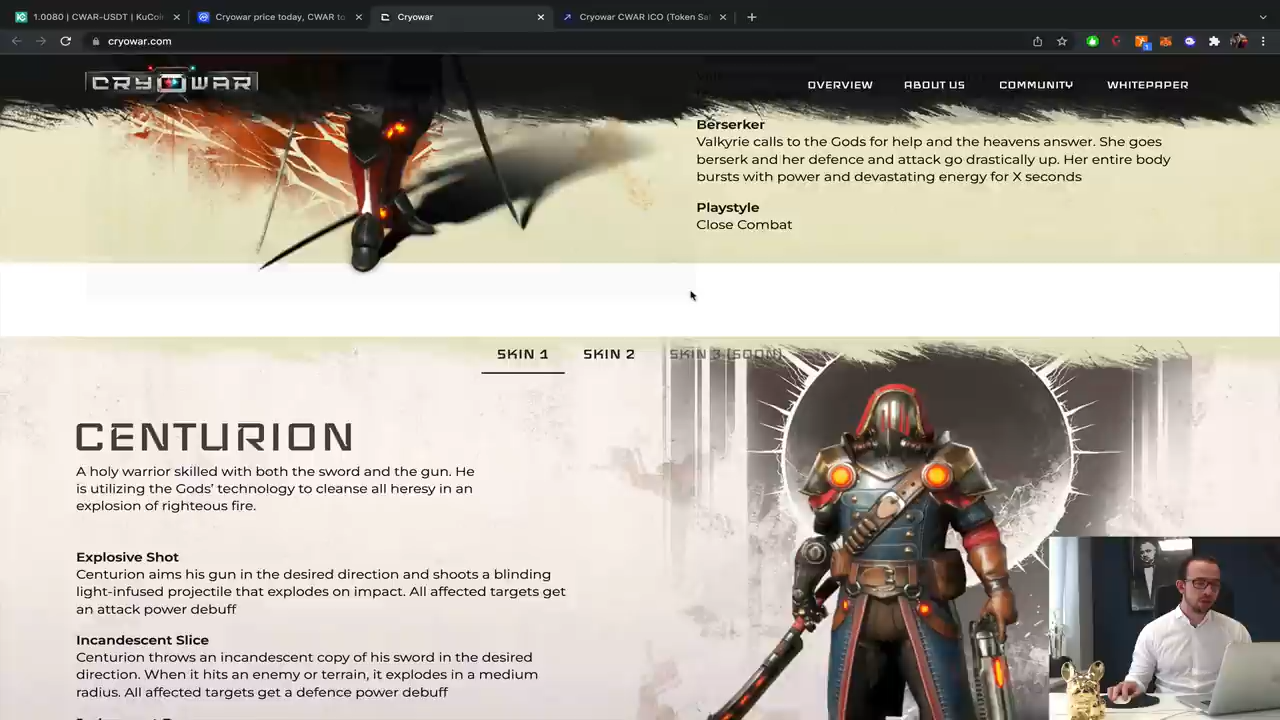 1.0080 | CWAR-USDT | KuCoi
Cryowar price today, CWAR to
Cryowar
Cryowar CWAR ICO (Token Sal
cryowar.com
1
CRYOWAR
OVERVIEW
ABOUT US
COMMUNITY
WHITEPAPER
Berserker
Valkyrie calls to the Gods for help and the heavens answer. She goes
berserk and her defence and attack go drastically up. Her entire body
bursts with power and devastating energy for X seconds
Playstyle
Close Combat
SKIN 1
SKIN 2
SKIN 3 (SOON)
CENTURION
A holy warrior skilled with both the sword and the gun. He
is utilizing the Gods' technology to cleanse all heresy in an
explosion of righteous fire.
Explosive Shot
Centurion aims his gun in the desired direction and shoots a blinding
light-infused projectile that explodes on impact. All affected targets get
an attack power debuff
Incandescent Slice
Centurion throws an incandescent copy of his sword in the desired
direction. When it hits an enemy or terrain, it explodes in a medium
radius. All affected targets get a defence power debuff